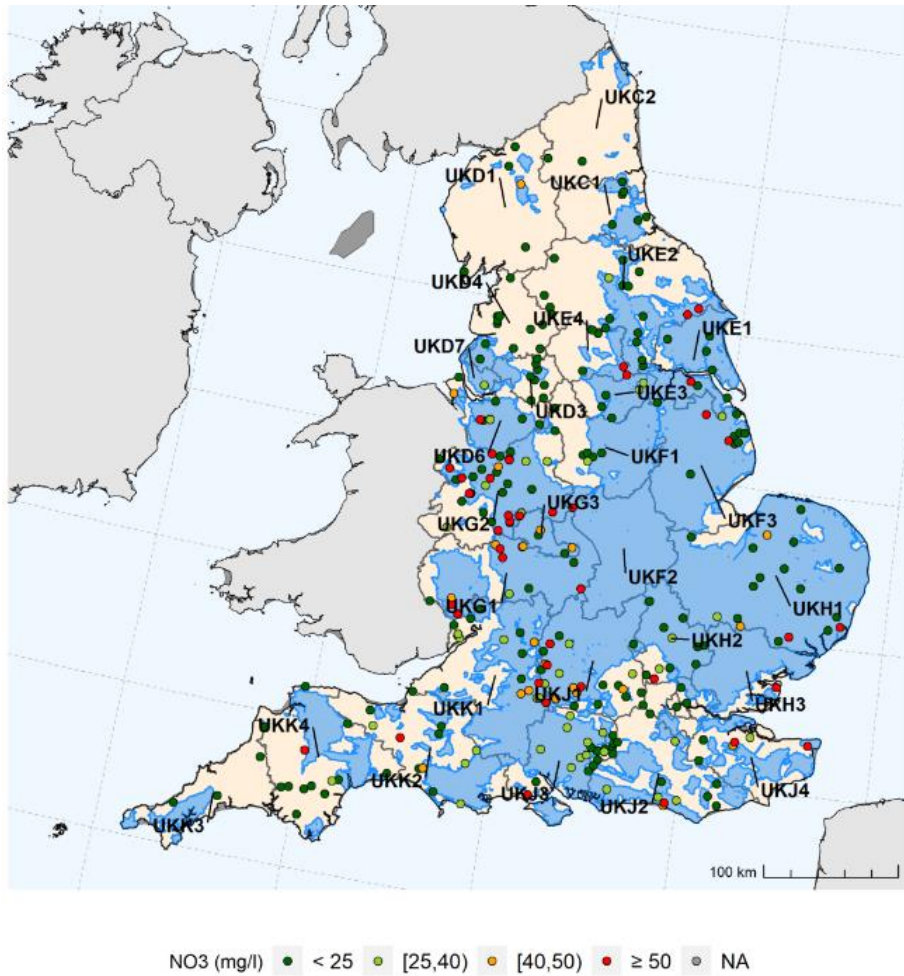 UKC2
UKD1
UKC1
UKE2
UKD4
UKE4
UKE1
UKD7
UKE3
UKD3
UKD6
UKF1
UKG3
UKG2
UKF3
UKF2
UKG1
UKH1
UKH2
UKJ1
UKH3
UKK1
UKK4
UKK2
UKJ3
UKJ2
UKJ4
UKK3
100 km
NO3 (mg/l) < 25 [25,40) [40,50) ≥ 50 NA